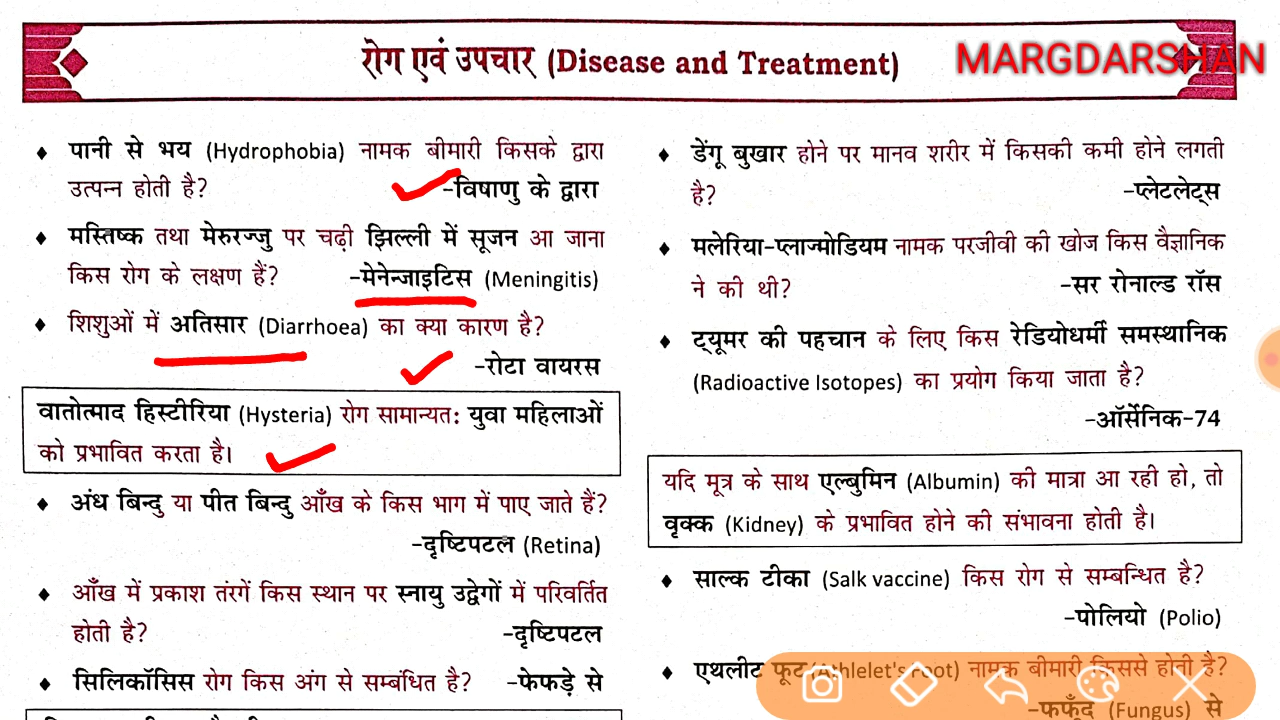 रोग एवं उपचार (Disease and Treatment)
MARGDARSHAN
♦ पानी से भय (Hydrophobia) नामक बीमारी किसके द्वारा
उत्पन्न होती है? -विषाणु के द्वारा
♦ मस्तिष्क तथा मेरुरज्जु पर चढ़ी झिल्ली में सूजन आ जाना
किस रोग के लक्षण हैं? -मेनेन्जाइटिस (Meningitis)
♦ शिशुओं में अतिसार (Diarrhoea) का क्या कारण है?
-रोटा वायरस
वातोत्माद हिस्टीरिया (Hysteria) रोग सामान्यतः युवा महिलाओं
को प्रभावित करता है।
♦ अंध बिन्दु या पीत बिन्दु आँख के किस भाग में पाए जाते हैं?
-दृष्टिपटल (Retina)
♦ आँख में प्रकाश तरंगें किस स्थान पर स्नायु उद्वेगों में परिवर्तित
होती है? -दृष्टिपटल
♦ सिलिकॉसिस रोग किस अंग से सम्बंधित है? -फेफड़े से
♦ डेंगू बुखार होने पर मानव शरीर में किसकी कमी होने लगती
है? -प्लेटलेट्स
♦ मलेरिया-प्लाज्मोडियम नामक परजीवी की खोज किस वैज्ञानिक
ने की थी? -सर रोनाल्ड रॉस
♦ ट्यूमर की पहचान के लिए किस रेडियोधर्मी समस्थानिक
(Radioactive Isotopes) का प्रयोग किया जाता है?
-ऑर्सेनिक-74
यदि मूत्र के साथ एल्बुमिन (Albumin) की मात्रा आ रही हो, तो
वृक्क (Kidney) के प्रभावित होने की संभावना होती है।
♦ साल्क टीका (Salk vaccine) किस रोग से सम्बन्धित है?
-पोलियो (Polio)
♦ एथलीट फूट (Athlelet's Foot) नामक बीमारी किससे होती है?
-फफूँद (Fungus) से